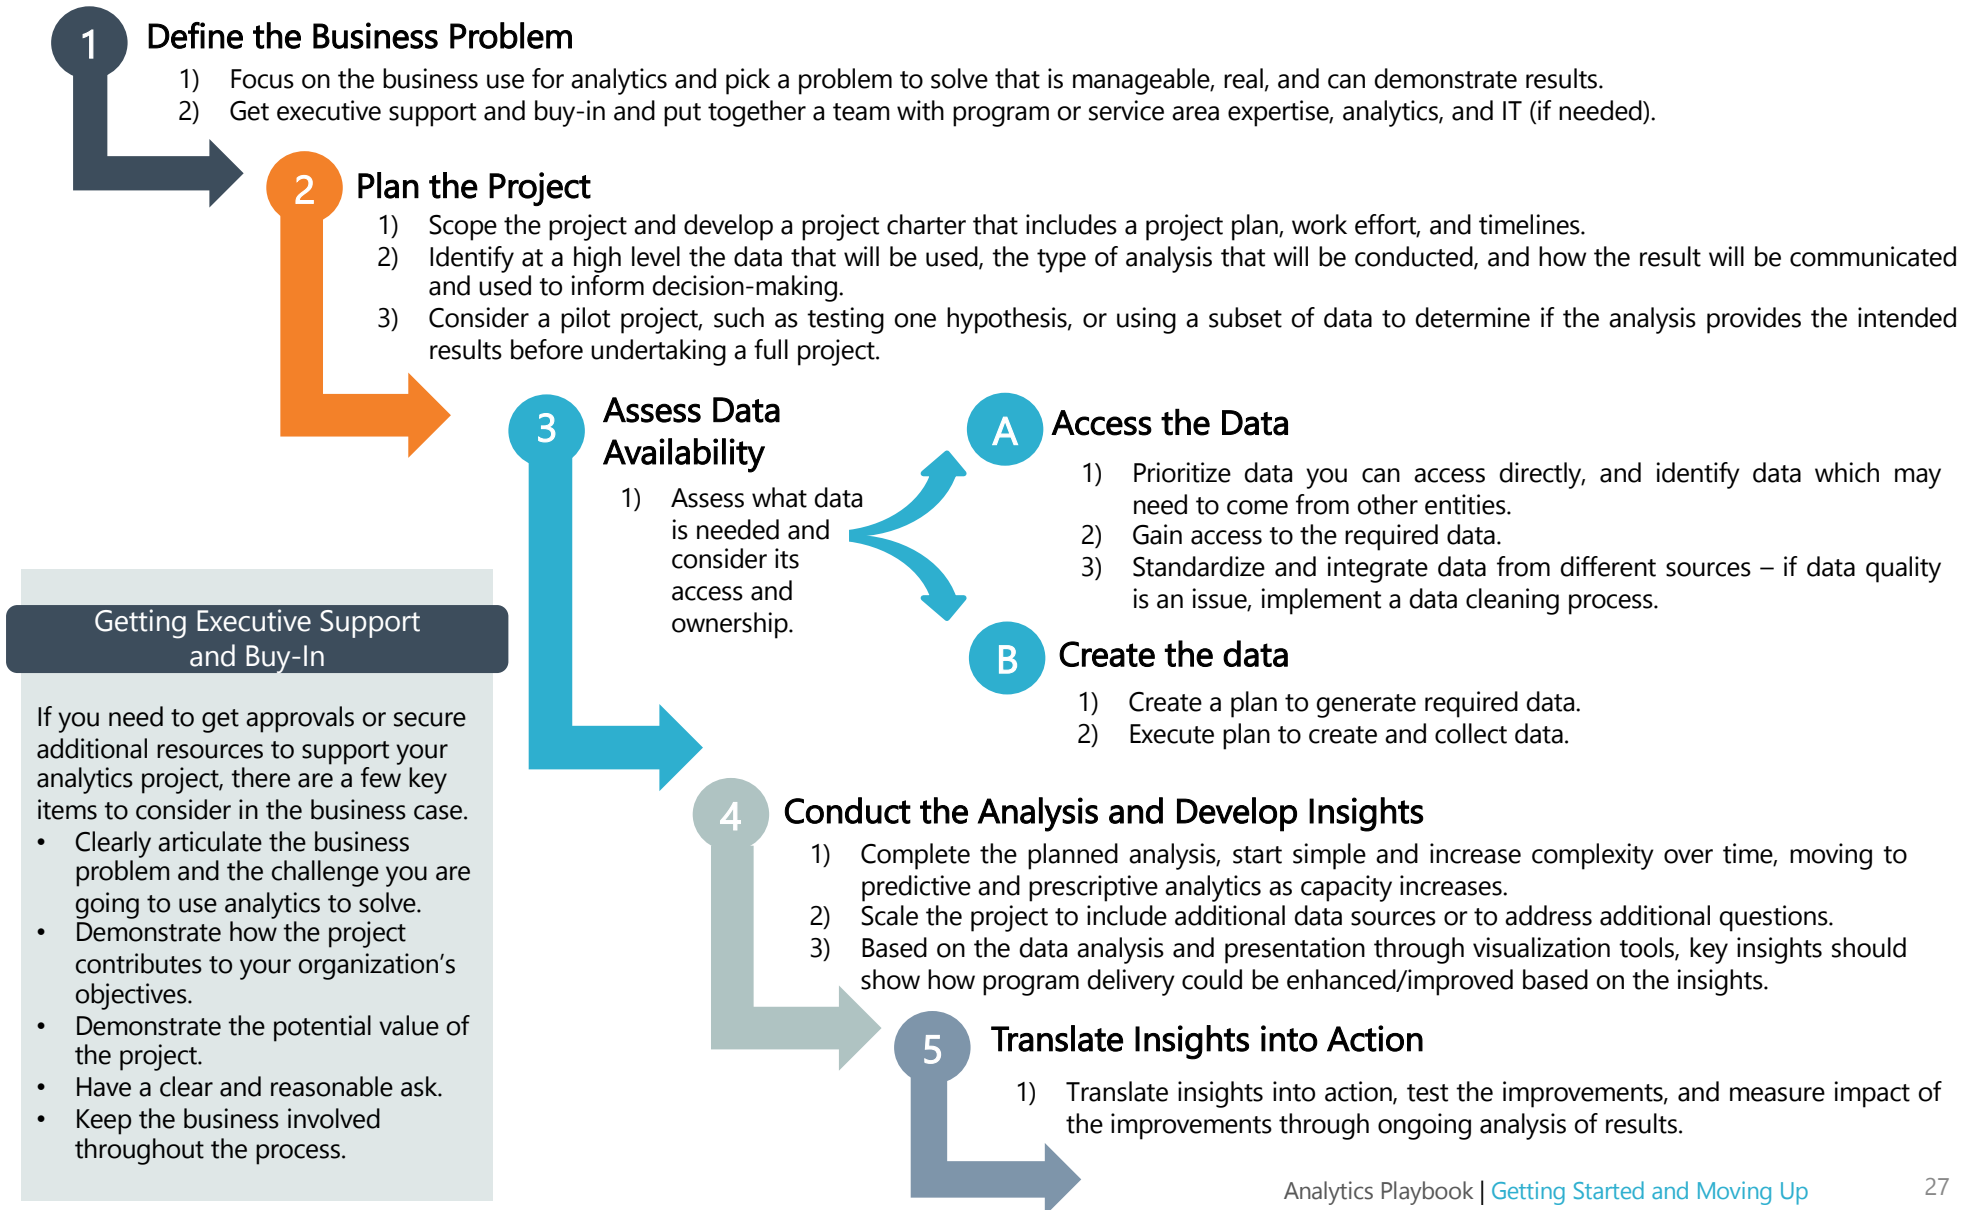 1
Define the Business Problem
1) Focus on the business use for analytics and pick a problem to solve that is manageable, real, and can demonstrate results.
2) Get executive support and buy-in and put together a team with program or service area expertise, analytics, and IT (if needed).
2
Plan the Project
1) Scope the project and develop a project charter that includes a project plan, work effort, and timelines.
2) Identify at a high level the data that will be used, the type of analysis that will be conducted, and how the result will be communicated
and used to inform decision-making.
3) Consider a pilot project, such as testing one hypothesis, or using a subset of data to determine if the analysis provides the intended
results before undertaking a full project.
3
Assess Data
Availability
1) Assess what data
is needed and
consider its
access and
ownership.
A
Access the Data
1) Prioritize data you can access directly, and identify data which may
need to come from other entities.
2) Gain access to the required data.
3) Standardize and integrate data from different sources – if data quality
is an issue, implement a data cleaning process.
B
Create the data
1) Create a plan to generate required data.
2) Execute plan to create and collect data.
Getting Executive Support
and Buy-In
If you need to get approvals or secure
additional resources to support your
analytics project, there are a few key
items to consider in the business case.
• Clearly articulate the business
problem and the challenge you are
going to use analytics to solve.
• Demonstrate how the project
contributes to your organization’s
objectives.
• Demonstrate the potential value of
the project.
• Have a clear and reasonable ask.
• Keep the business involved
throughout the process.
4
Conduct the Analysis and Develop Insights
1) Complete the planned analysis, start simple and increase complexity over time, moving to
predictive and prescriptive analytics as capacity increases.
2) Scale the project to include additional data sources or to address additional questions.
3) Based on the data analysis and presentation through visualization tools, key insights should
show how program delivery could be enhanced/improved based on the insights.
5
Translate Insights into Action
1) Translate insights into action, test the improvements, and measure impact of
the improvements through ongoing analysis of results.
Analytics Playbook | Getting Started and Moving Up
27